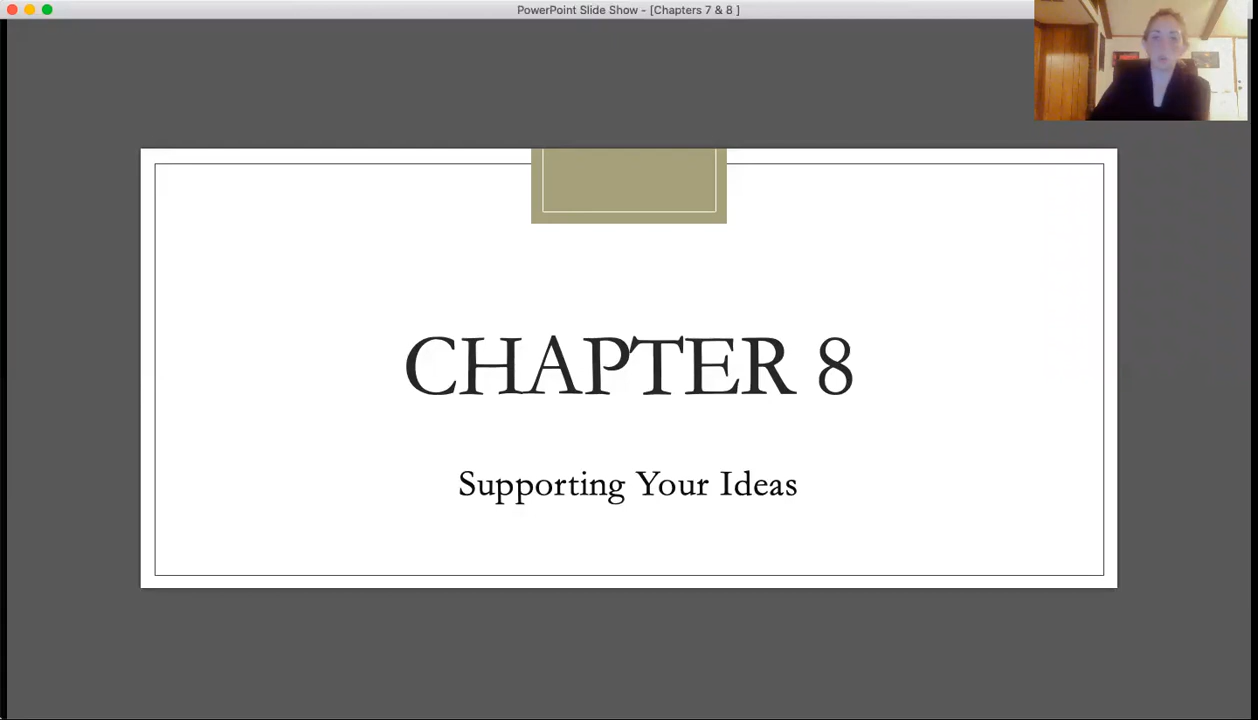 PowerPoint Slide Show - [Chapters 7 & 8 ]
CHAPTER 8
Supporting Your Ideas